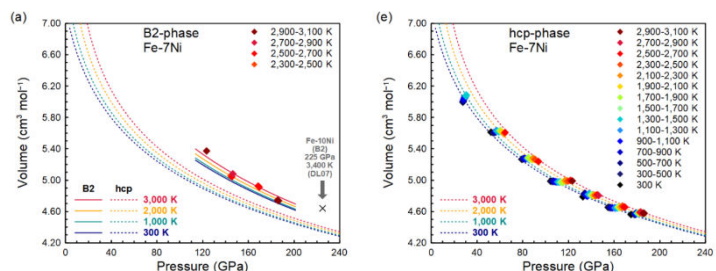 (a)
B2-phase
Fe-7Ni
2,900-3,100 K
2,700-2,900 K
2,500-2,700 K
2,300-2,500 K
Fe-10Ni
(B2)
225 GPa
3,400 K
(DL07)
B2 hcp
3,000 K
2,000 K
1,000 K
300 K
Volume (cm³ mol⁻¹)
7.00
6.60
6.20
5.80
5.40
5.00
4.60
4.20
0 40 80 120 160 200 240
Pressure (GPa)
(e)
hcp-phase
Fe-7Ni
2,900-3,100 K
2,700-2,900 K
2,500-2,700 K
2,300-2,500 K
2,100-2,300 K
1,900-2,100 K
1,700-1,900 K
1,500-1,700 K
1,300-1,500 K
1,100-1,300 K
900-1,100 K
700-900 K
500-700 K
300-500 K
300 K
3,000 K
2,000 K
1,000 K
300 K
Volume (cm³ mol⁻¹)
7.00
6.60
6.20
5.80
5.40
5.00
4.60
4.20
0 40 80 120 160 200 240
Pressure (GPa)